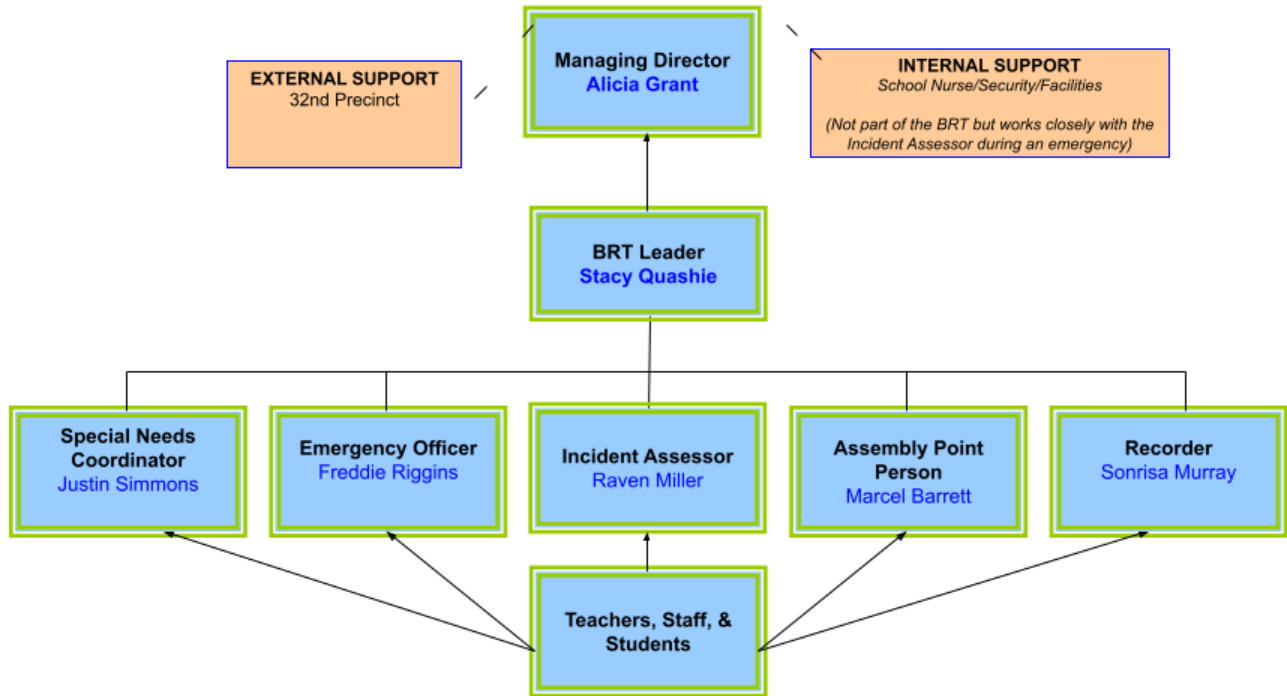 Managing Director
Alicia Grant
EXTERNAL SUPPORT
32nd Precinct
INTERNAL SUPPORT
School Nurse/Security/Facilities
(Not part of the BRT but works closely with the
Incident Assessor during an emergency)
BRT Leader
Stacy Quashie
Special Needs
Coordinator
Justin Simmons
Emergency Officer
Freddie Riggins
Incident Assessor
Raven Miller
Assembly Point
Person
Marcel Barrett
Recorder
Sonrisa Murray
Teachers, Staff, &
Students